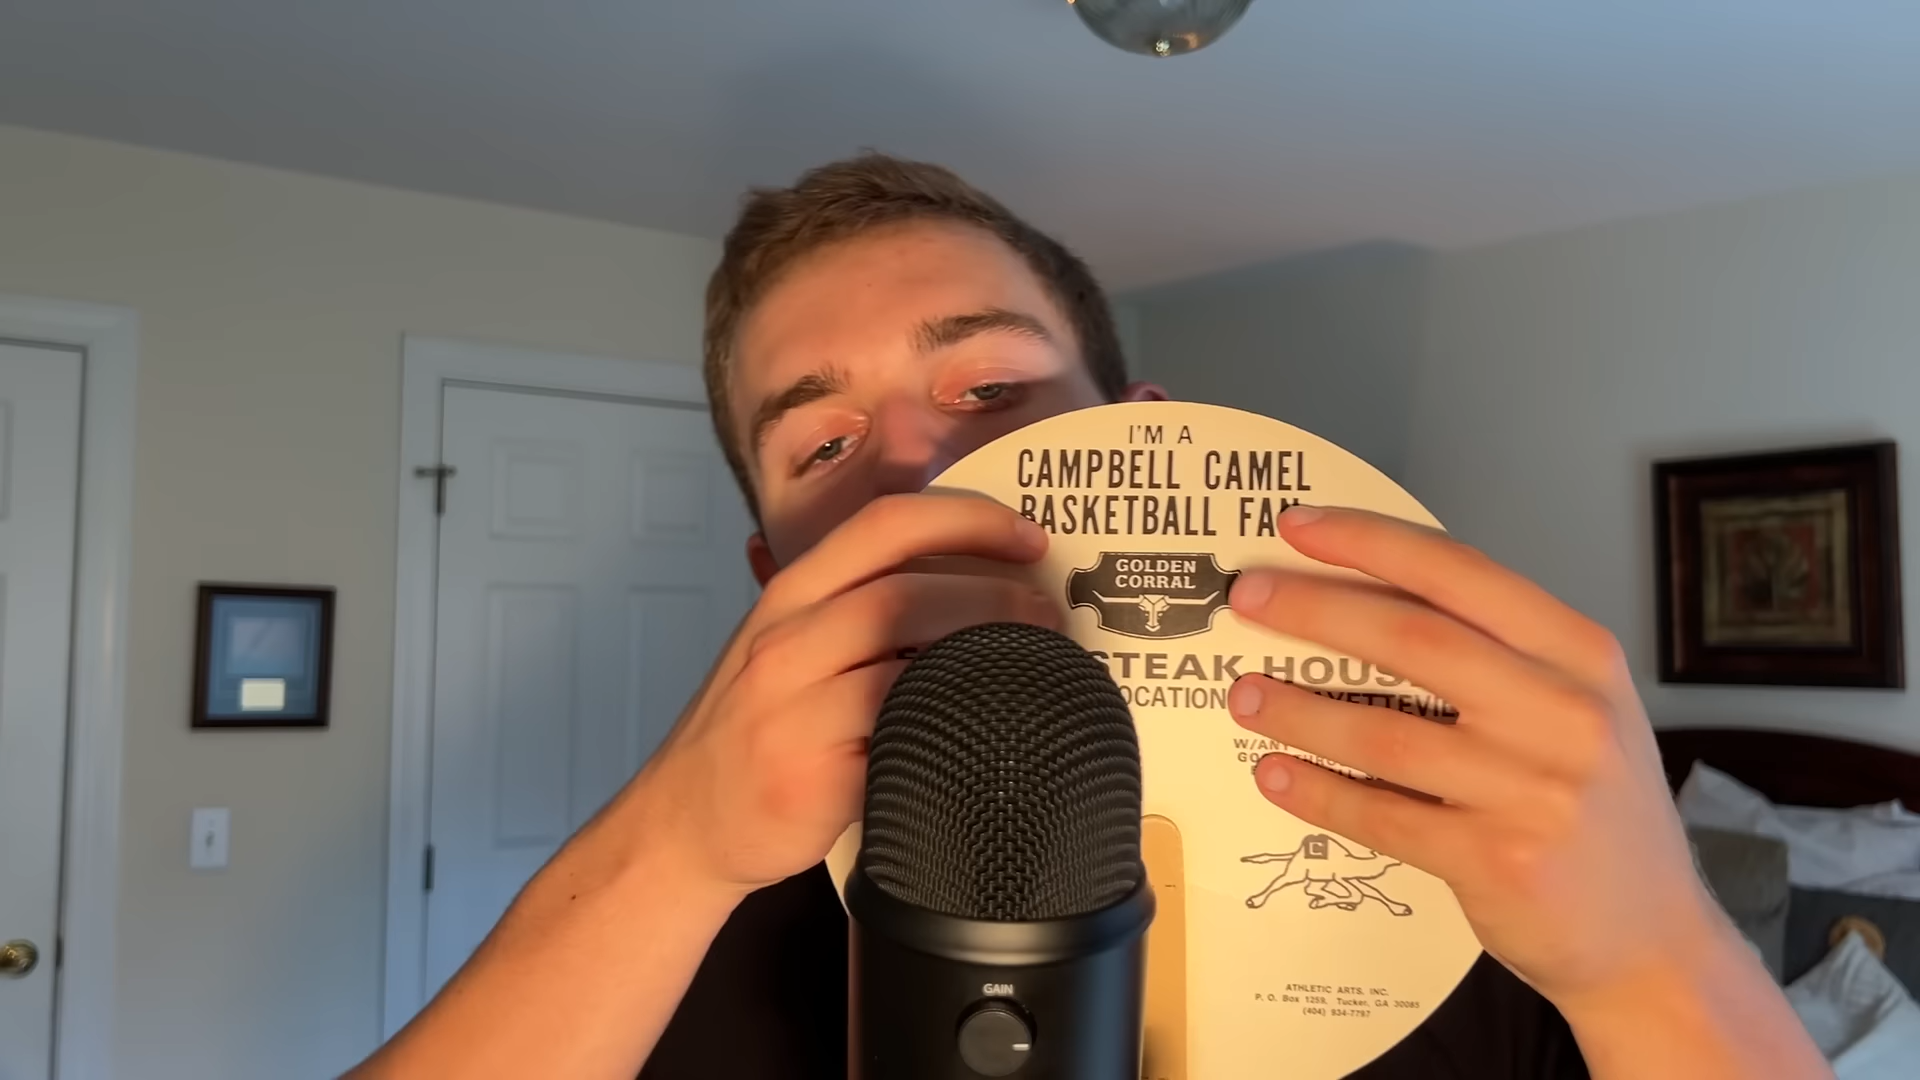 I'M A
CAMPBELL CAMEL
BASKETBALL FAN
GOLDEN
CORRAL
STEAK HOUS
OCATION YETTEVIL
W/ANY
C
ATHLETIC ARTS, INC.
P. O. Box 1259, Tucker, GA 30085
(404) 934-7797
GAIN